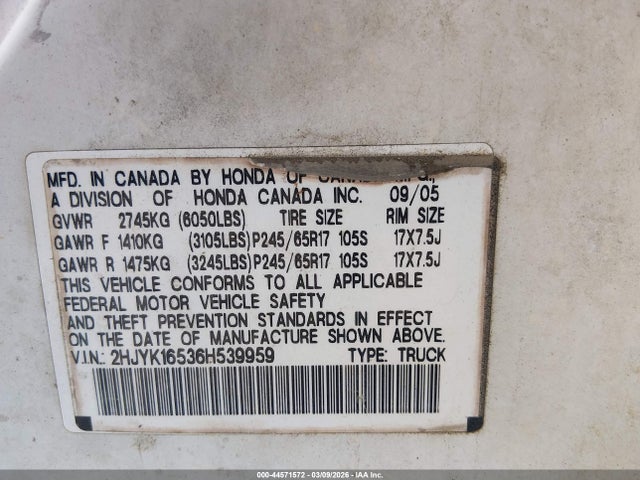 MFD. IN CANADA BY HONDA OF
A DIVISION OF HONDA CANADA INC. 09/05
GVWR 2745KG (6050LBS) TIRE SIZE RIM SIZE
GAWR F 1410KG (3105LBS) P245/65R17 105S 17X7.5J
GAWR R 1475KG (3245LBS) P245/65R17 105S 17X7.5J
THIS VEHICLE CONFORMS TO ALL APPLICABLE
FEDERAL MOTOR VEHICLE SAFETY
AND THEFT PREVENTION STANDARDS IN EFFECT
ON THE DATE OF MANUFACTURE SHOWN ABOVE.
V.I.N.: 2HJYK16536H539959 TYPE: TRUCK
000-44571572 | 03/09/2026 | IAAI.COM